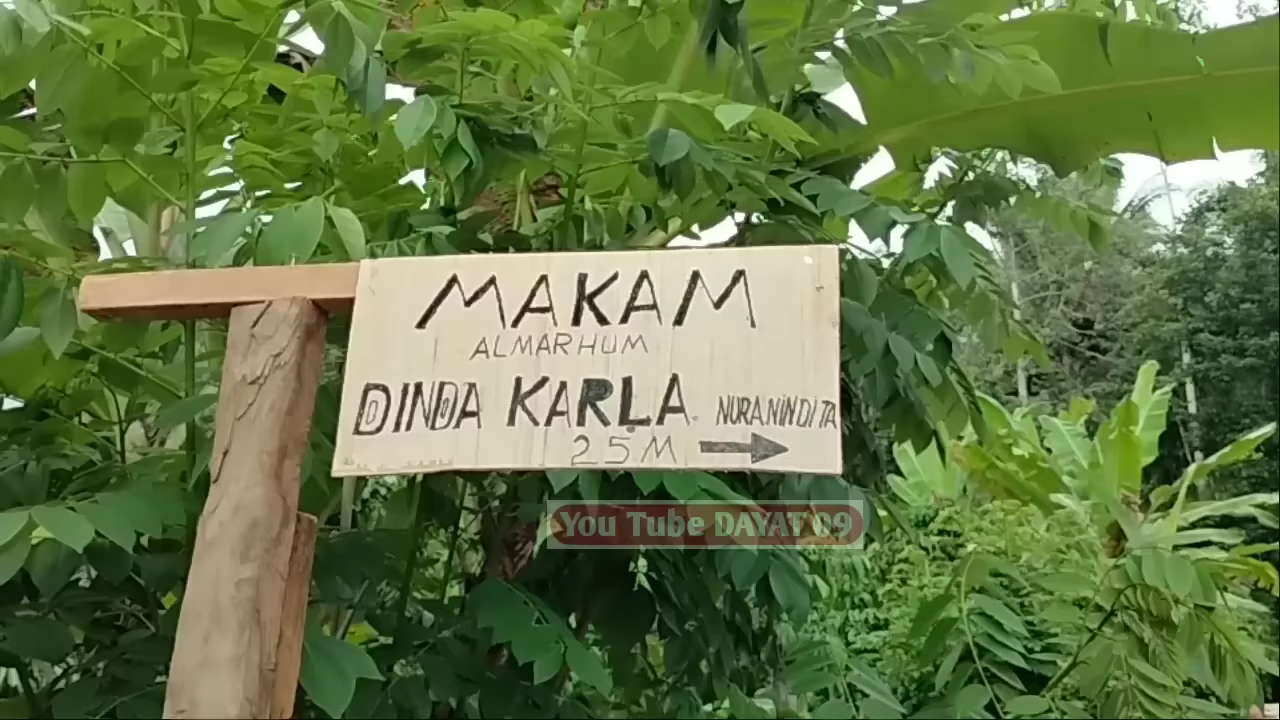 MAKAM
ALMARHUM
DINDA KARLA. NURANINDITA
25M →
You Tube DAYAT 09